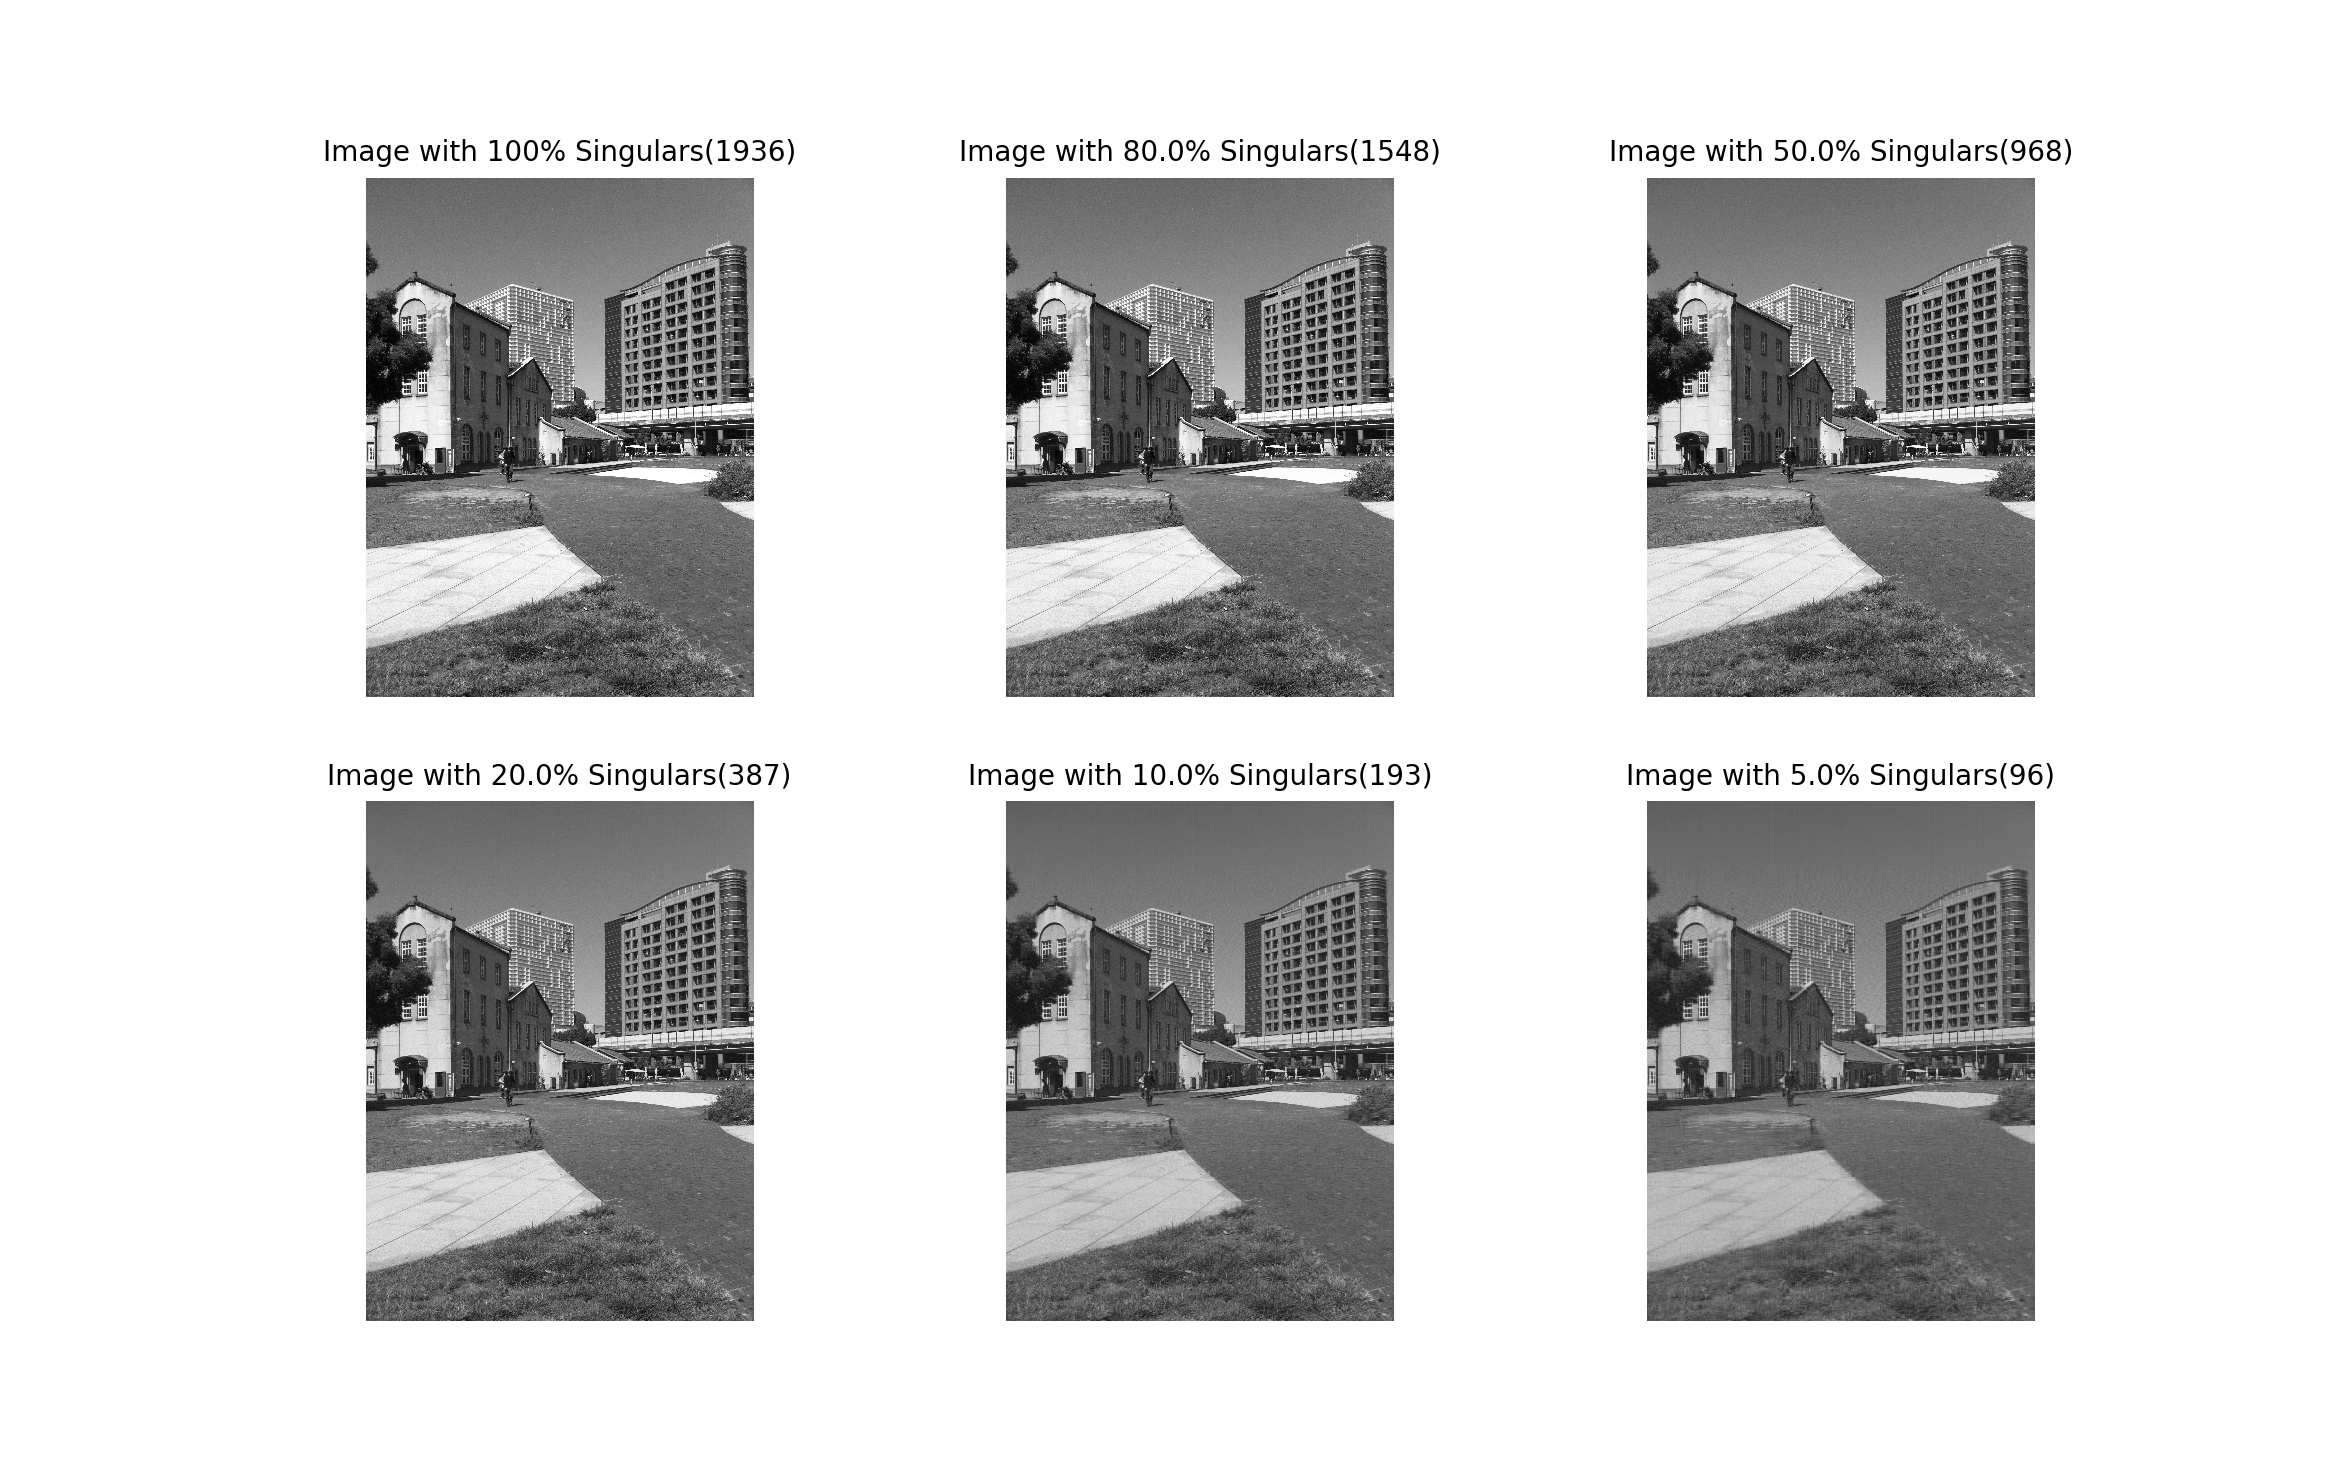 Image with 100% Singulars(1936)
Image with 80.0% Singulars(1548)
Image with 50.0% Singulars(968)
Image with 20.0% Singulars(387)
Image with 10.0% Singulars(193)
Image with 5.0% Singulars(96)